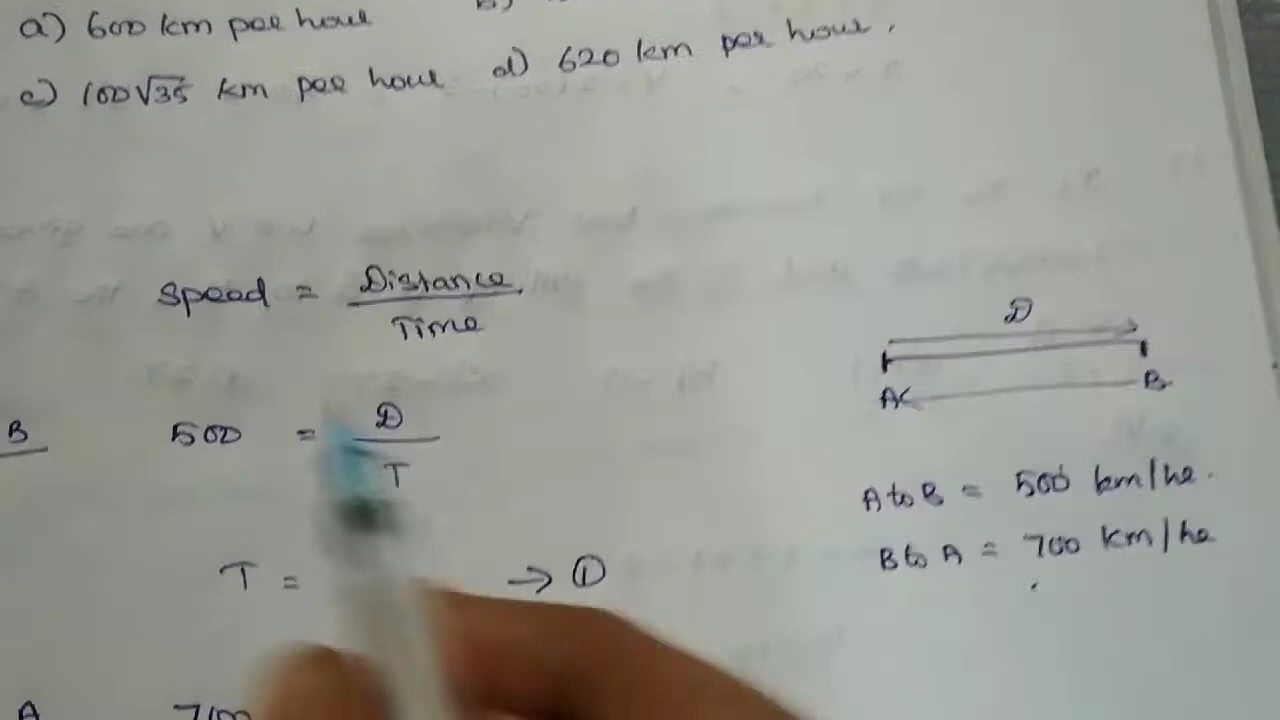 a) 600 km per hour
c) 100√35 km per hour d) 620 km per hour.
Speed = Distance / Time
D
A B
B 500 = D / T
A to B = 500 km/hr.
B to A = 700 km/hr
T = → ①
A 700